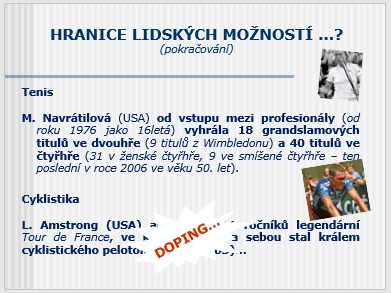 HRANICE LIDSKÝCH MOŽNOSTÍ ...?
(pokračování)
Tenis
M. Navrátilová (USA) od vstupu mezi profesionály (od
roku 1976 jako 16letá) vyhrála 18 grandslamových
titulů ve dvouhře (9 titulů z Wimbledonu) a 40 titulů ve
čtyřhře (31 v ženské čtyřhře, 9 ve smíšené čtyřhře – ten
poslední v roce 2006 ve věku 50. let).
Cyklistika
L. Amstrong (USA) ročníků legendární
Tour de France, ve sebou stal králem
cyklistického
DOPING...